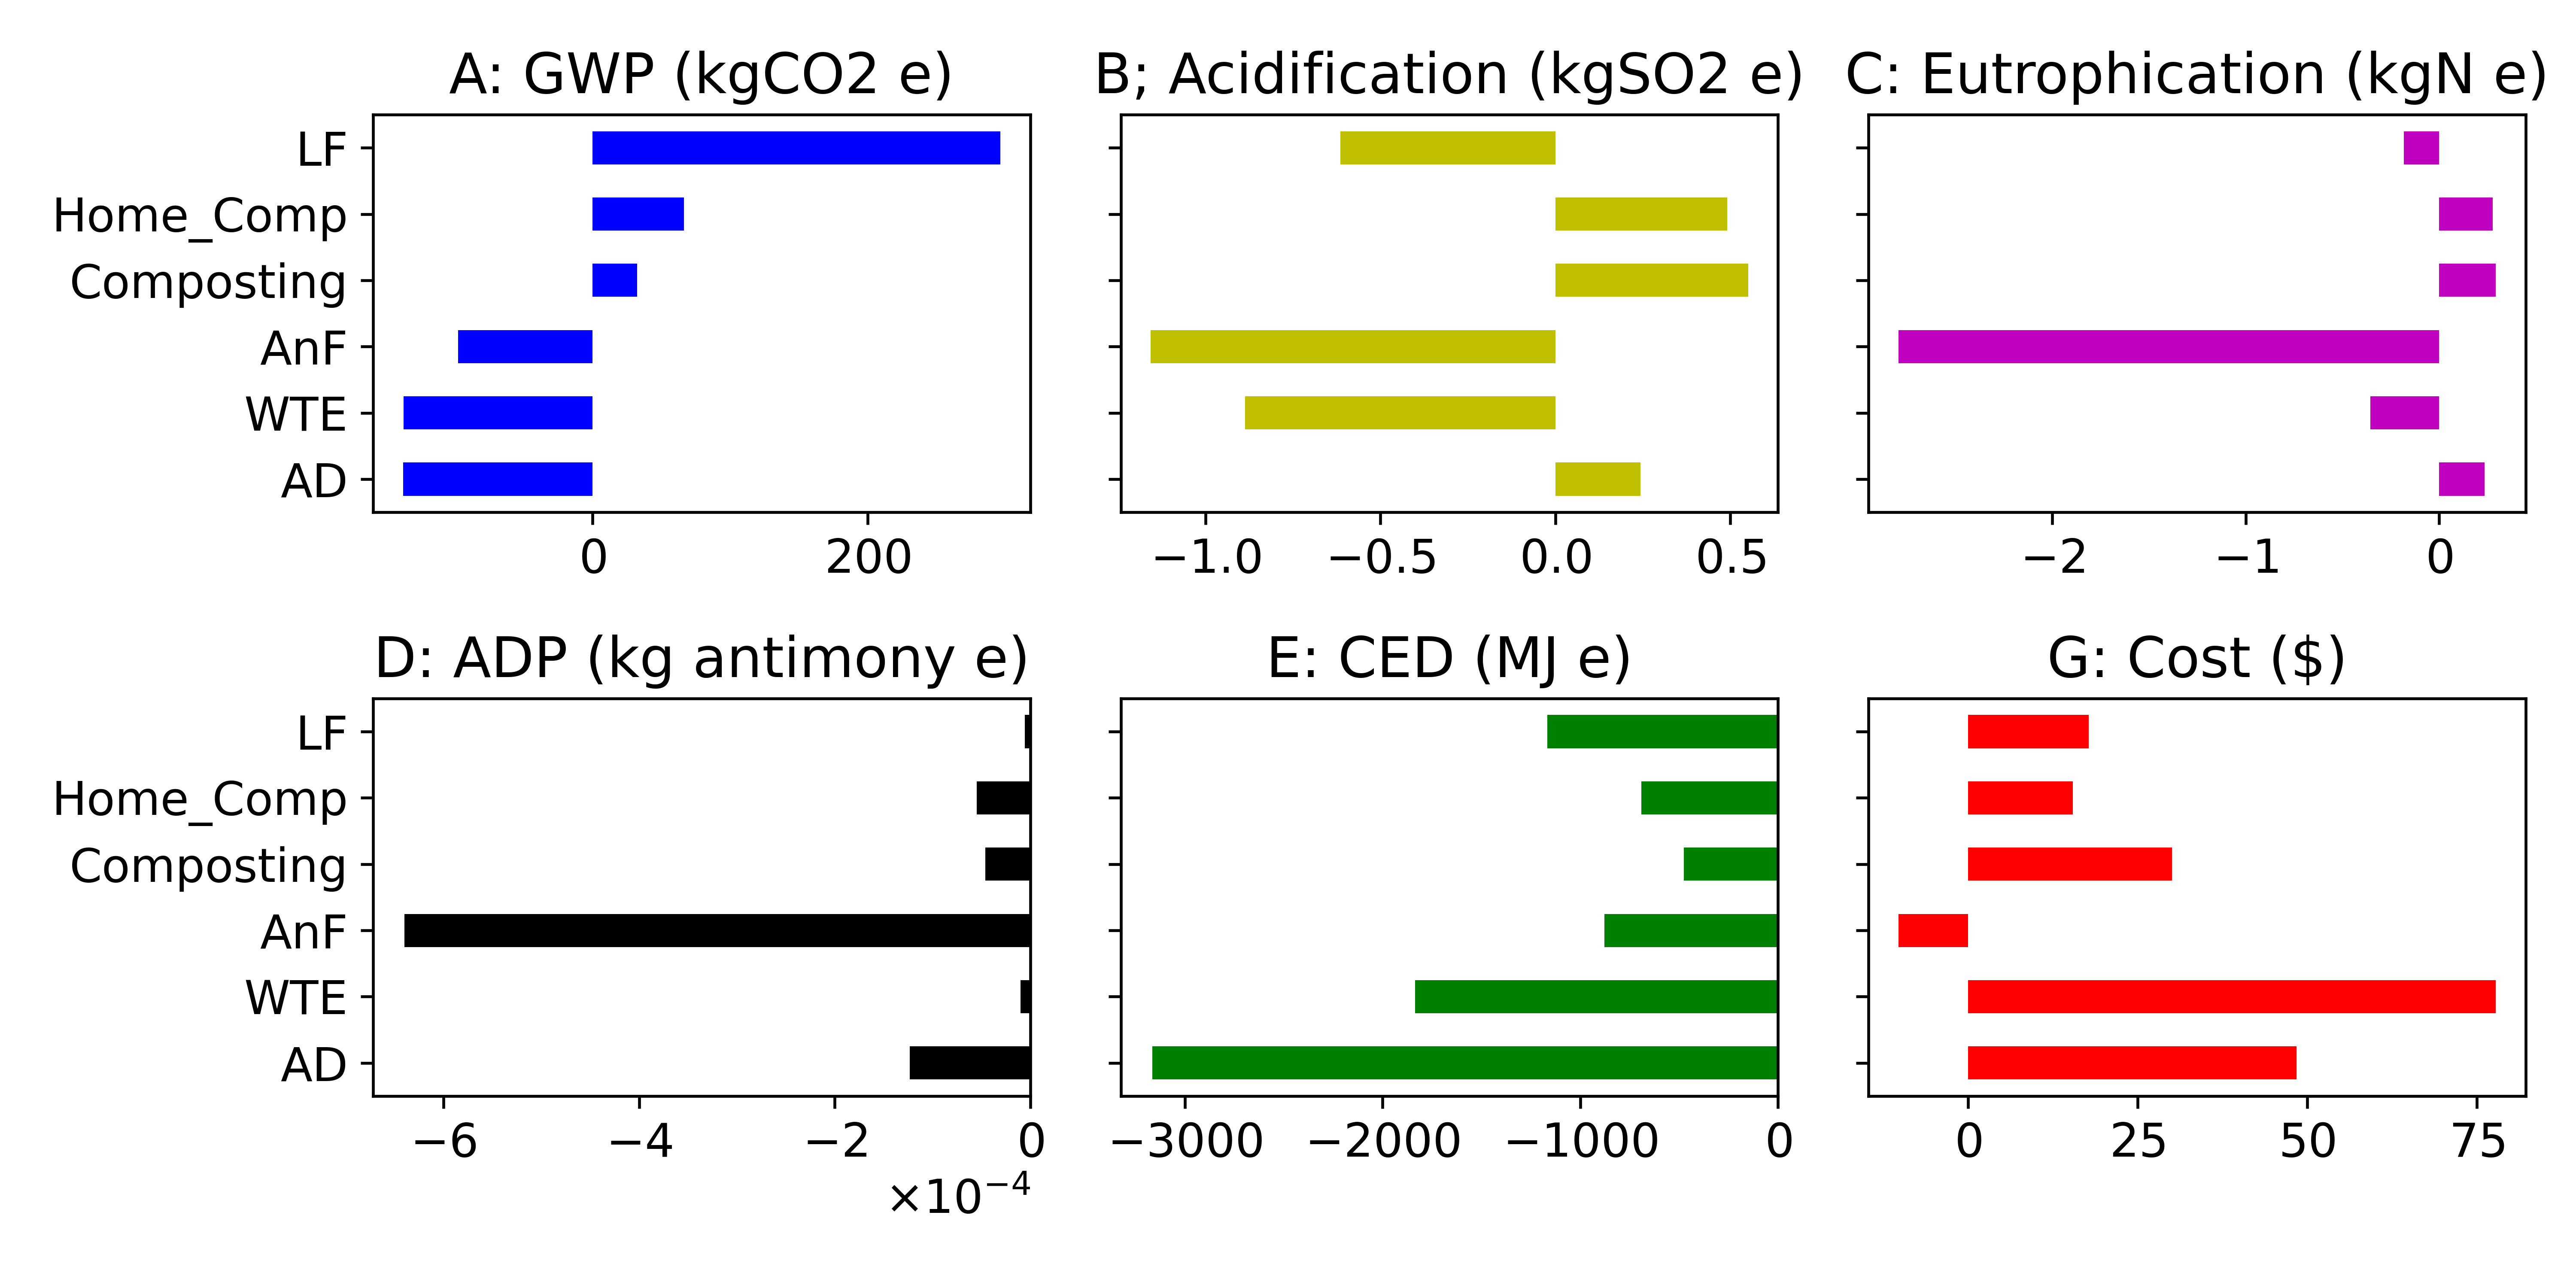 A: GWP (kgCO2 e)
B; Acidification (kgSO2 e)
C: Eutrophication (kgN e)
LF
Home_Comp
Composting
AnF
WTE
AD
0 200
−1.0 −0.5 0.0 0.5
−2 −1 0
D: ADP (kg antimony e)
E: CED (MJ e)
G: Cost ($)
LF
Home_Comp
Composting
AnF
WTE
AD
−6 −4 −2 0
×10⁻⁴
−3000 −2000 −1000 0
0 25 50 75